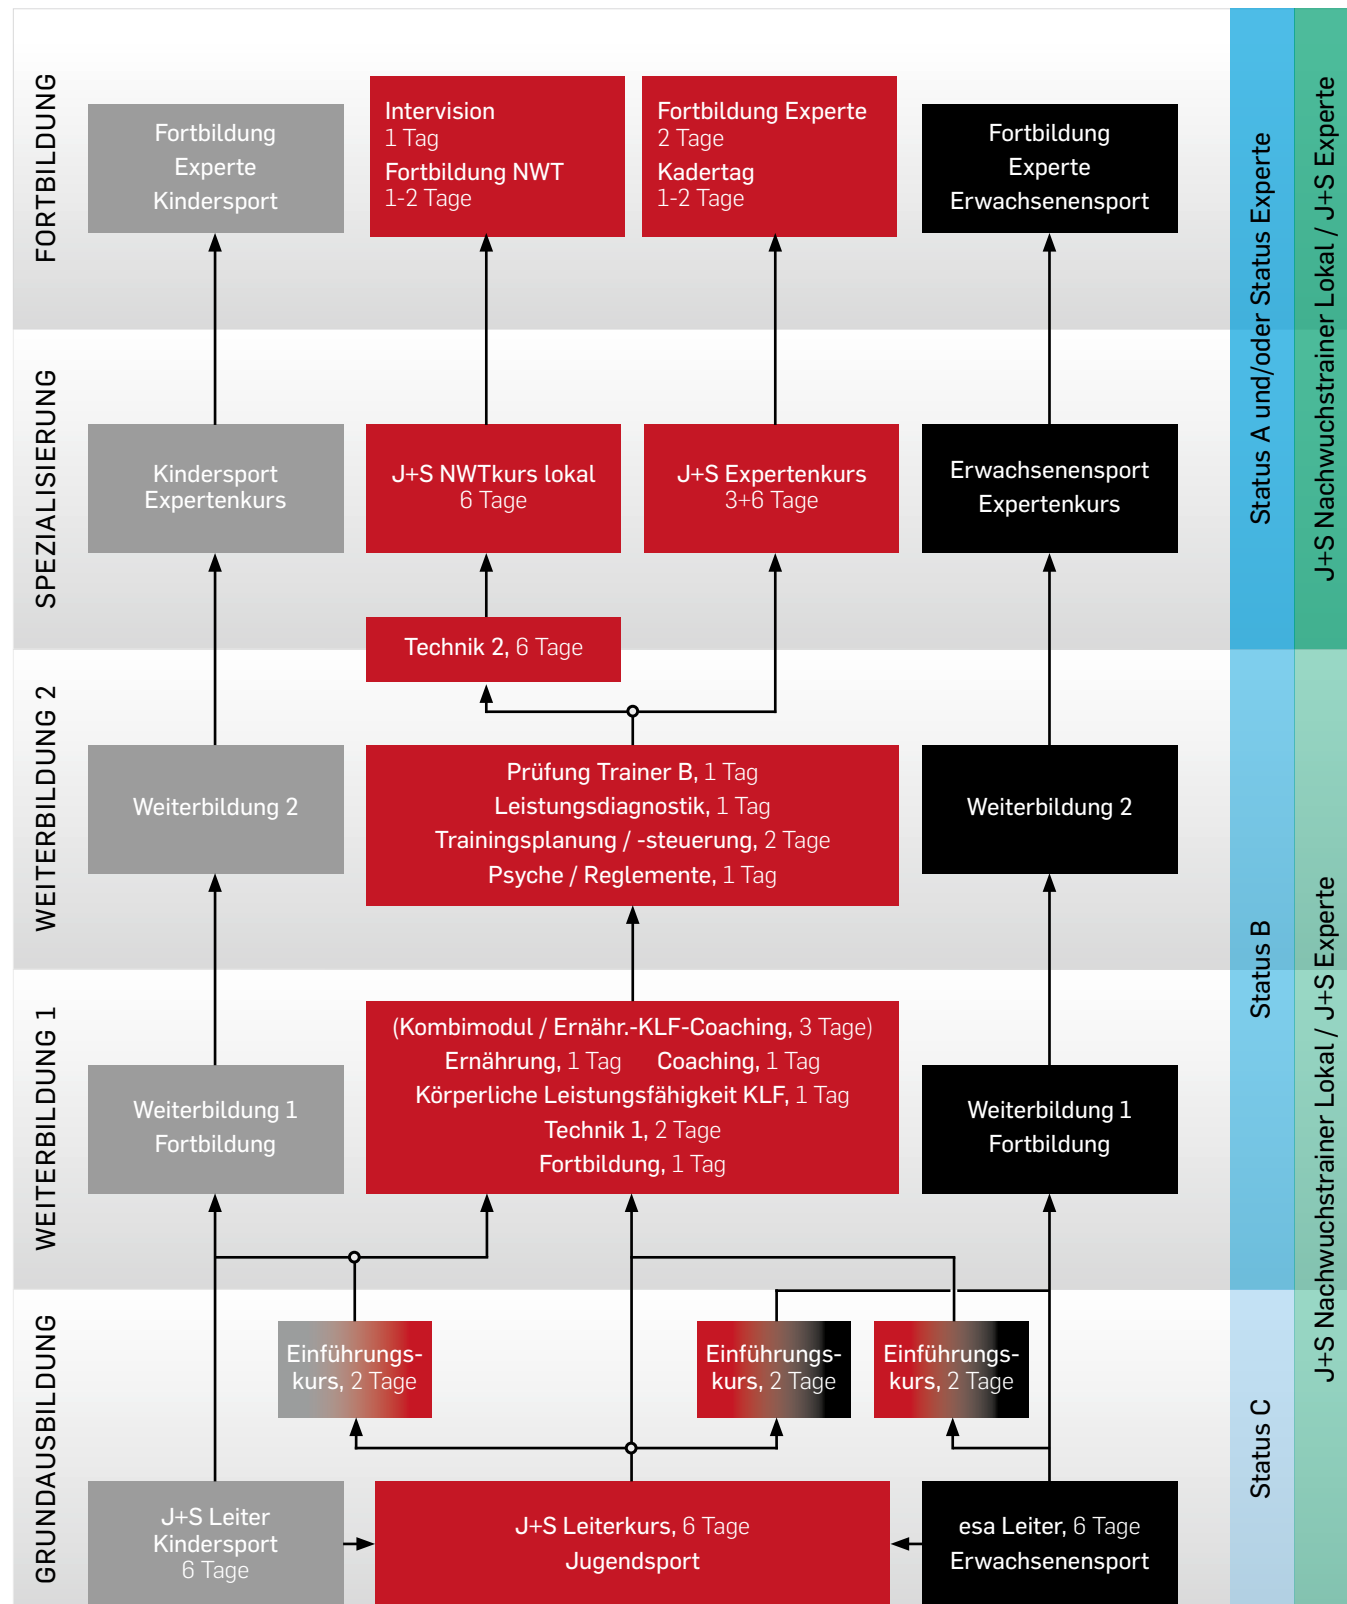 FORTBILDUNG
Fortbildung
Experte
Kindersport
Intervision
1 Tag
Fortbildung NWT
1-2 Tage
Fortbildung Experte
2 Tage
Kadertag
1-2 Tage
Fortbildung
Experte
Erwachsenensport
SPEZIALISIERUNG
Kindersport
Expertenkurs
J+S NWTkurs lokal
6 Tage
J+S Expertenkurs
3+6 Tage
Erwachsenensport
Expertenkurs
Technik 2, 6 Tage
WEITERBILDUNG 2
Weiterbildung 2
Prüfung Trainer B, 1 Tag
Leistungsdiagnostik, 1 Tag
Trainingsplanung / -steuerung, 2 Tage
Psyche / Reglemente, 1 Tag
Weiterbildung 2
WEITERBILDUNG 1
Weiterbildung 1
Fortbildung
(Kombimodul / Ernähr.-KLF-Coaching, 3 Tage)
Ernährung, 1 Tag Coaching, 1 Tag
Körperliche Leistungsfähigkeit KLF, 1 Tag
Technik 1, 2 Tage
Fortbildung, 1 Tag
Weiterbildung 1
Fortbildung
GRUNDAUSBILDUNG
Einführungs-
kurs, 2 Tage
Einführungs-
kurs, 2 Tage
Einführungs-
kurs, 2 Tage
J+S Leiter
Kindersport
6 Tage
J+S Leiterkurs, 6 Tage
Jugendsport
esa Leiter, 6 Tage
Erwachsenensport
Status A und/oder Status Experte
Status B
Status C
J+S Nachwuchstrainer Lokal / J+S Experte
J+S Nachwuchstrainer Lokal / J+S Experte